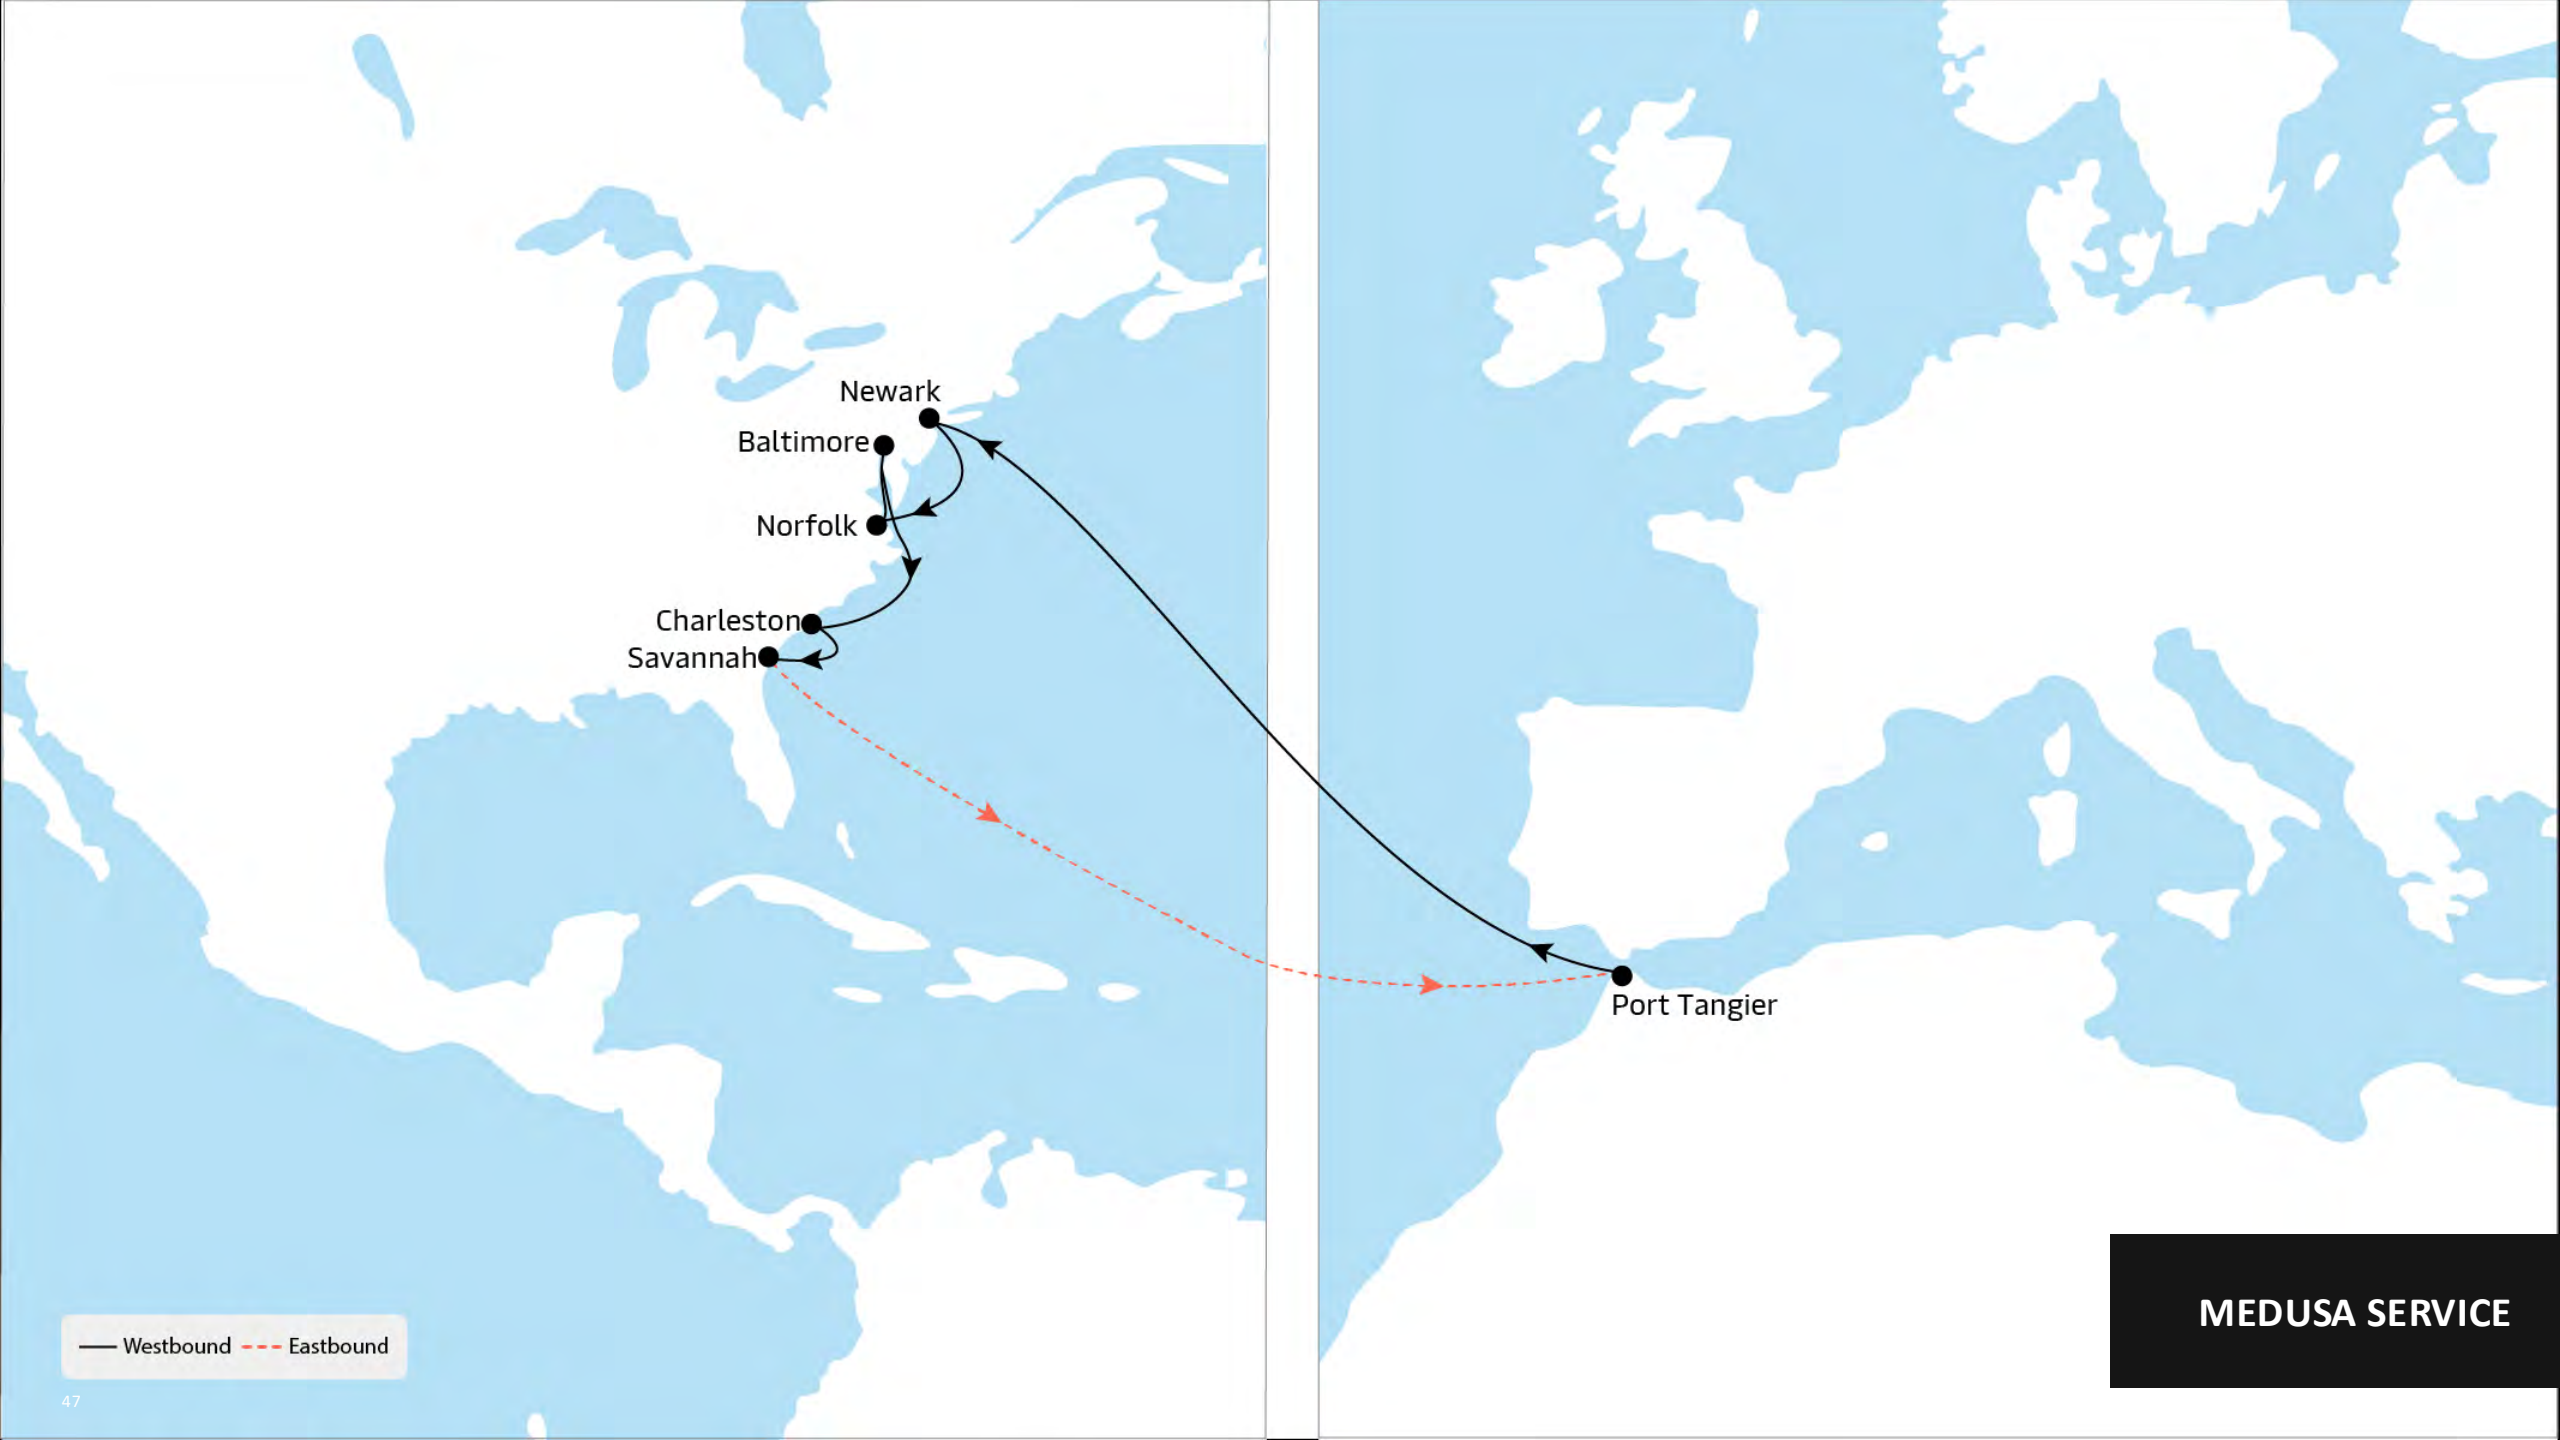 Newark
Baltimore
Norfolk
Charleston
Savannah
Port Tangier
MEDUSA SERVICE
Westbound Eastbound
47